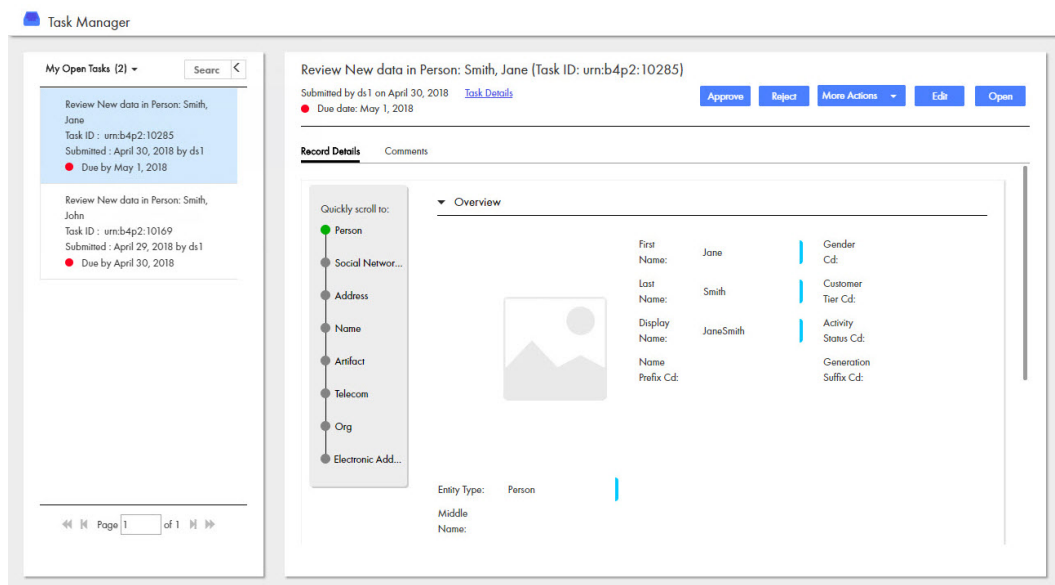 Task Manager
My Open Tasks (2)
Searc
Review New data in Person: Smith,
Jane
Task ID : urn:b4p2:10285
Submitted : April 30, 2018 by ds1
Due by May 1, 2018
Review New data in Person: Smith,
John
Task ID : urn:b4p2:10169
Submitted : April 29, 2018 by ds1
Due by April 30, 2018
Page 1 of 1
Review New data in Person: Smith, Jane (Task ID: urn:b4p2:10285)
Submitted by ds1 on April 30, 2018 Task Details
Due date: May 1, 2018
Approve Reject More Actions Edit Open
Record Details Comments
Quickly scroll to:
Person
Social Networ...
Address
Name
Artifact
Telecom
Org
Electronic Add...
Overview
First
Name:
Jane
Last
Name:
Smith
Display
Name:
JaneSmith
Name
Prefix Cd:
Gender
Cd:
Customer
Tier Cd:
Activity
Status Cd:
Generation
Suffix Cd:
Entity Type: Person
Middle
Name: